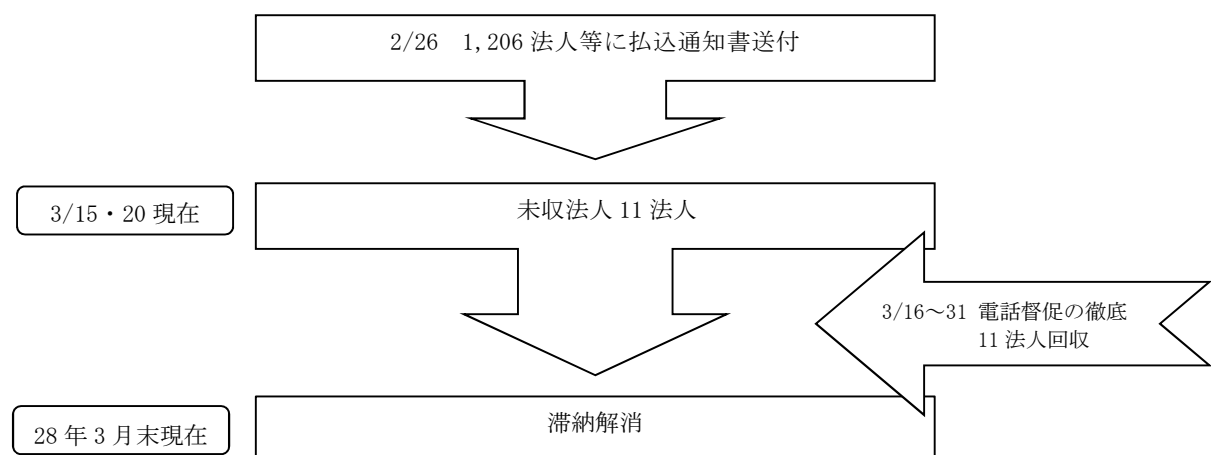 2/26 1,206 法人等に払込通知書送付
3/15・20 現在
未収法人 11 法人
3/16～31 電話督促の徹底
11 法人回収
28 年 3 月末現在
滞納解消